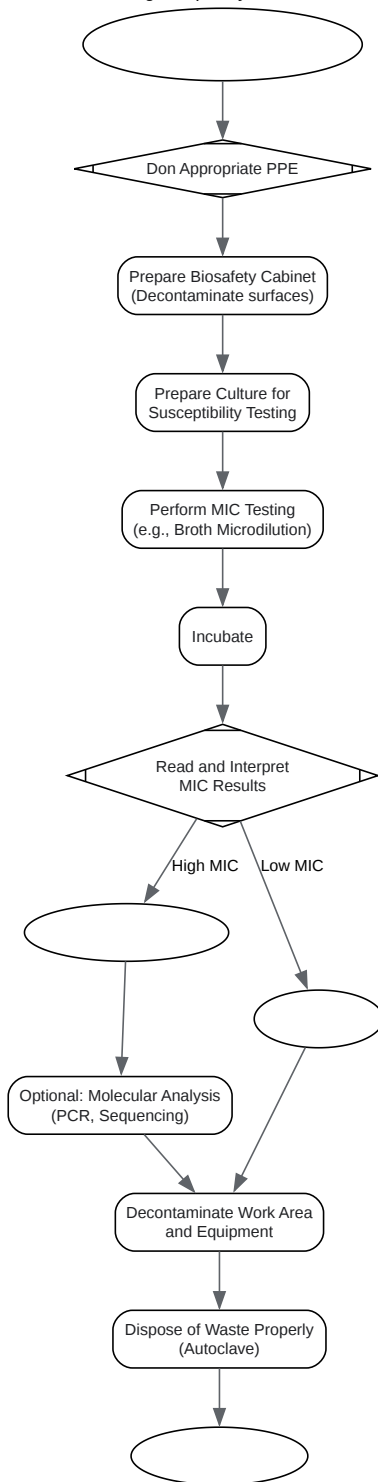 Don Appropriate PPE
Prepare Biosafety Cabinet
(Decontaminate surfaces)
Prepare Culture for
Susceptibility Testing
Perform MIC Testing
(e.g., Broth Microdilution)
Incubate
Read and Interpret
MIC Results
High MIC
Low MIC
Optional: Molecular Analysis
(PCR, Sequencing)
Decontaminate Work Area
and Equipment
Dispose of Waste Properly
(Autoclave)